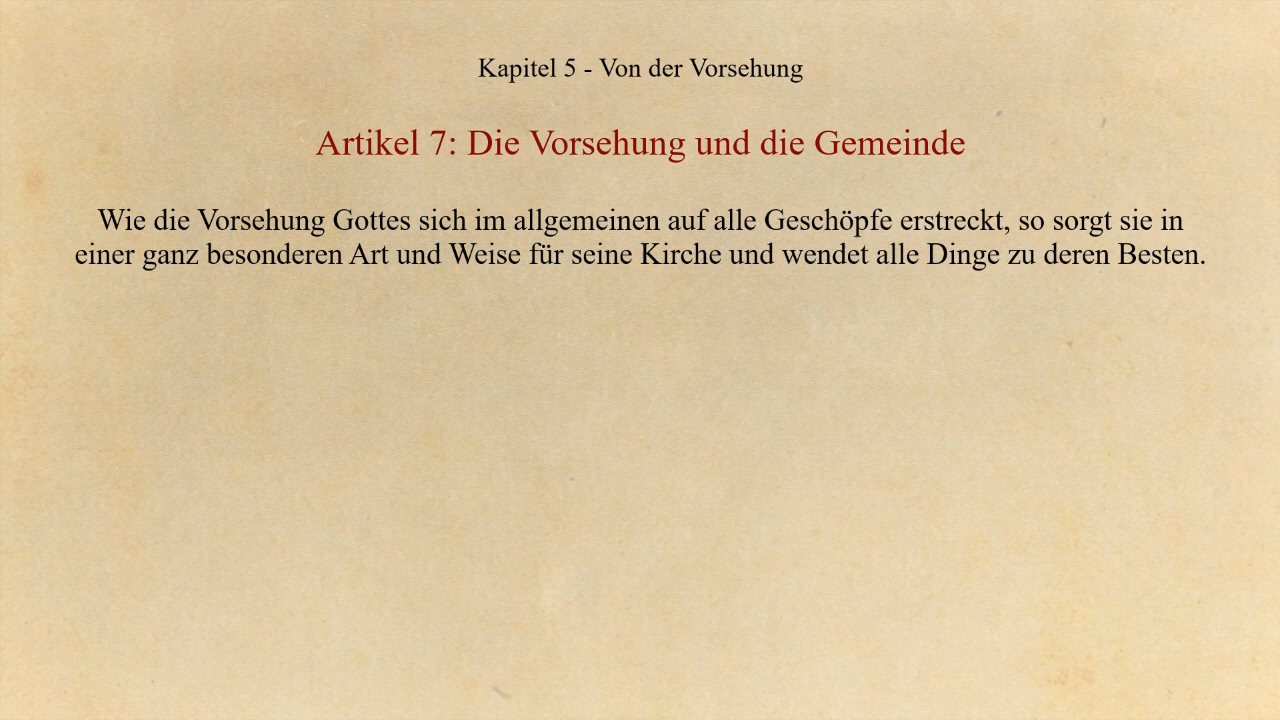 Kapitel 5 - Von der Vorsehung
Artikel 7: Die Vorsehung und die Gemeinde
Wie die Vorsehung Gottes sich im allgemeinen auf alle Geschöpfe erstreckt, so sorgt sie in
einer ganz besonderen Art und Weise für seine Kirche und wendet alle Dinge zu deren Besten.